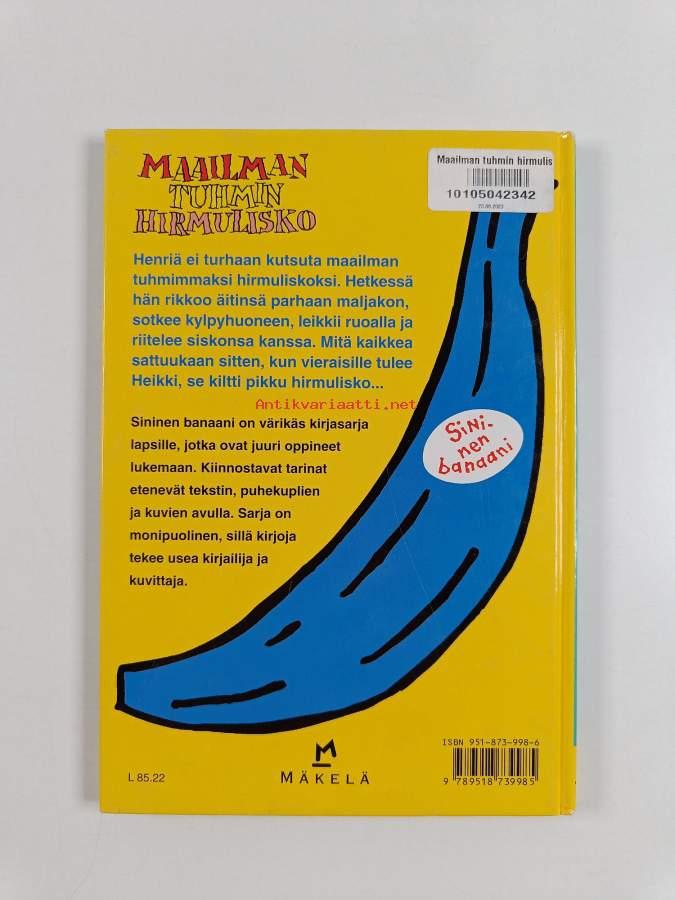 MAAILMAN
TUHMIN
HIRMULISKO
Maailman tuhmin hirmulis
10105042342
Henriä ei turhaan kutsuta maailman
tuhmimmaksi hirmuliskoksi. Hetkessä
hän rikkoo äitinsä parhaan maljakon,
sotkee kylpyhuoneen, leikkii ruoalla ja
riitelee siskonsa kanssa. Mitä kaikkea
sattuukaan sitten, kun vieraisille tulee
Heikki, se kiltti pikku hirmulisko...
Antikvariaatti.net
Sininen banaani on värikäs kirjasarja
lapsille, jotka ovat juuri oppineet
lukemaan. Kiinnostavat tarinat
etenevät tekstin, puhekuplien
ja kuvien avulla. Sarja on
monipuolinen, sillä kirjoja
tekee usea kirjailija ja
kuvittaja.
Sini-
nen
banaani
L 85.22
M
MÄKELÄ
ISBN 951-873-998-6
9 789518 739985